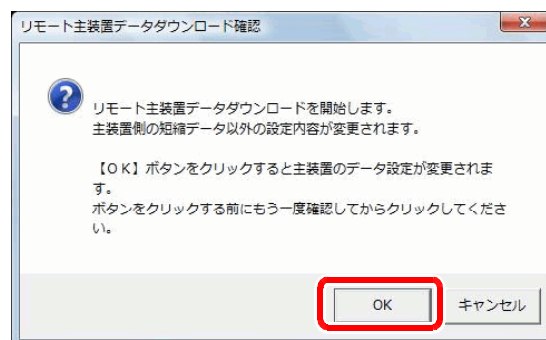 リモート主装置データダウンロード確認
リモート主装置データダウンロードを開始します。
主装置側の短縮データ以外の設定内容が変更されます。
【ＯＫ】ボタンをクリックすると主装置のデータ設定が変更されま
す。
ボタンをクリックする前にもう一度確認してからクリックしてくださ
い。
OK
キャンセル